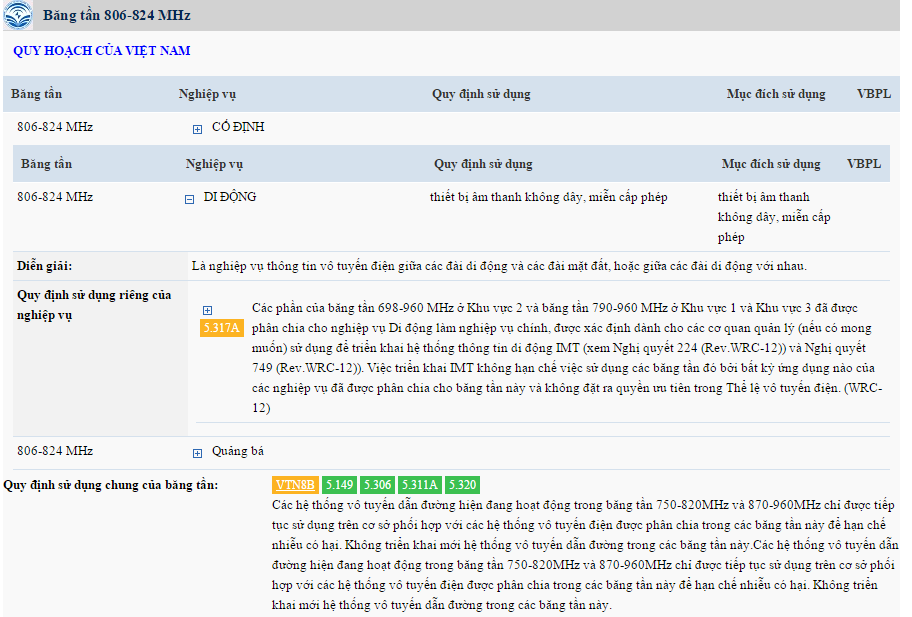 Băng tần 806-824 MHz
QUY HOẠCH CỦA VIỆT NAM
Băng tần Nghiệp vụ Quy định sử dụng Mục đích sử dụng VBPL
806-824 MHz CỐ ĐỊNH
Băng tần Nghiệp vụ Quy định sử dụng Mục đích sử dụng VBPL
806-824 MHz DI ĐỘNG thiết bị âm thanh không dây, miễn cấp phép thiết bị âm thanh
không dây, miễn cấp
phép
Diễn giải: Là nghiệp vụ thông tin vô tuyến điện giữa các đài di động và các đài mặt đất, hoặc giữa các đài di động với nhau.
Quy định sử dụng riêng của
nghiệp vụ
5.317A
Các phần của băng tần 698-960 MHz ở Khu vực 2 và băng tần 790-960 MHz ở Khu vực 1 và Khu vực 3 đã được
phân chia cho nghiệp vụ Di động làm nghiệp vụ chính, được xác định dành cho các cơ quan quản lý (nếu có mong
muốn) sử dụng để triển khai hệ thống thông tin di động IMT (xem Nghị quyết 224 (Rev.WRC-12)) và Nghị quyết
749 (Rev.WRC-12)). Việc triển khai IMT không hạn chế việc sử dụng các băng tần đó bởi bất kỳ ứng dụng nào của
các nghiệp vụ đã được phân chia cho băng tần này và không đặt ra quyền ưu tiên trong Thể lệ vô tuyến điện. (WRC-
12)
806-824 MHz Quảng bá
Quy định sử dụng chung của băng tần: VTN8B 5.149 5.306 5.311A 5.320
Các hệ thống vô tuyến dẫn đường hiện đang hoạt động trong băng tần 750-820MHz và 870-960MHz chỉ được tiếp
tục sử dụng trên cơ sở phối hợp với các hệ thống vô tuyến điện được phân chia trong các băng tần này để hạn chế
nhiễu có hại. Không triển khai mới hệ thống vô tuyến dẫn đường trong các băng tần này.Các hệ thống vô tuyến dẫn
đường hiện đang hoạt động trong băng tần 750-820MHz và 870-960MHz chỉ được tiếp tục sử dụng trên cơ sở phối
hợp với các hệ thống vô tuyến điện được phân chia trong các băng tần này để hạn chế nhiễu có hại. Không triển
khai mới hệ thống vô tuyến dẫn đường trong các băng tần này.